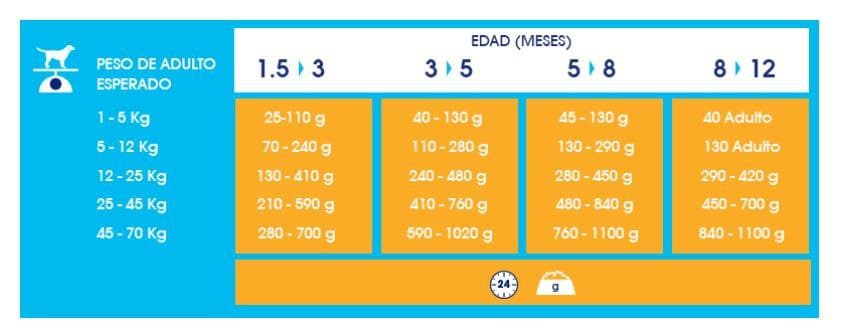 EDAD (MESES)
PESO DE ADULTO
ESPERADO
1.5 3 3 5 5 8 8 12
1 - 5 Kg 25-110 g 40 - 130 g 45 - 130 g 40 Adulto
5 - 12 Kg 70 - 240 g 110 - 280 g 130 - 290 g 130 Adulto
12 - 25 Kg 130 - 410 g 240 - 480 g 280 - 450 g 290 - 420 g
25 - 45 Kg 210 - 590 g 410 - 760 g 480 - 840 g 450 - 700 g
45 - 70 Kg 280 - 700 g 590 - 1020 g 760 - 1100 g 840 - 1100 g
24 g